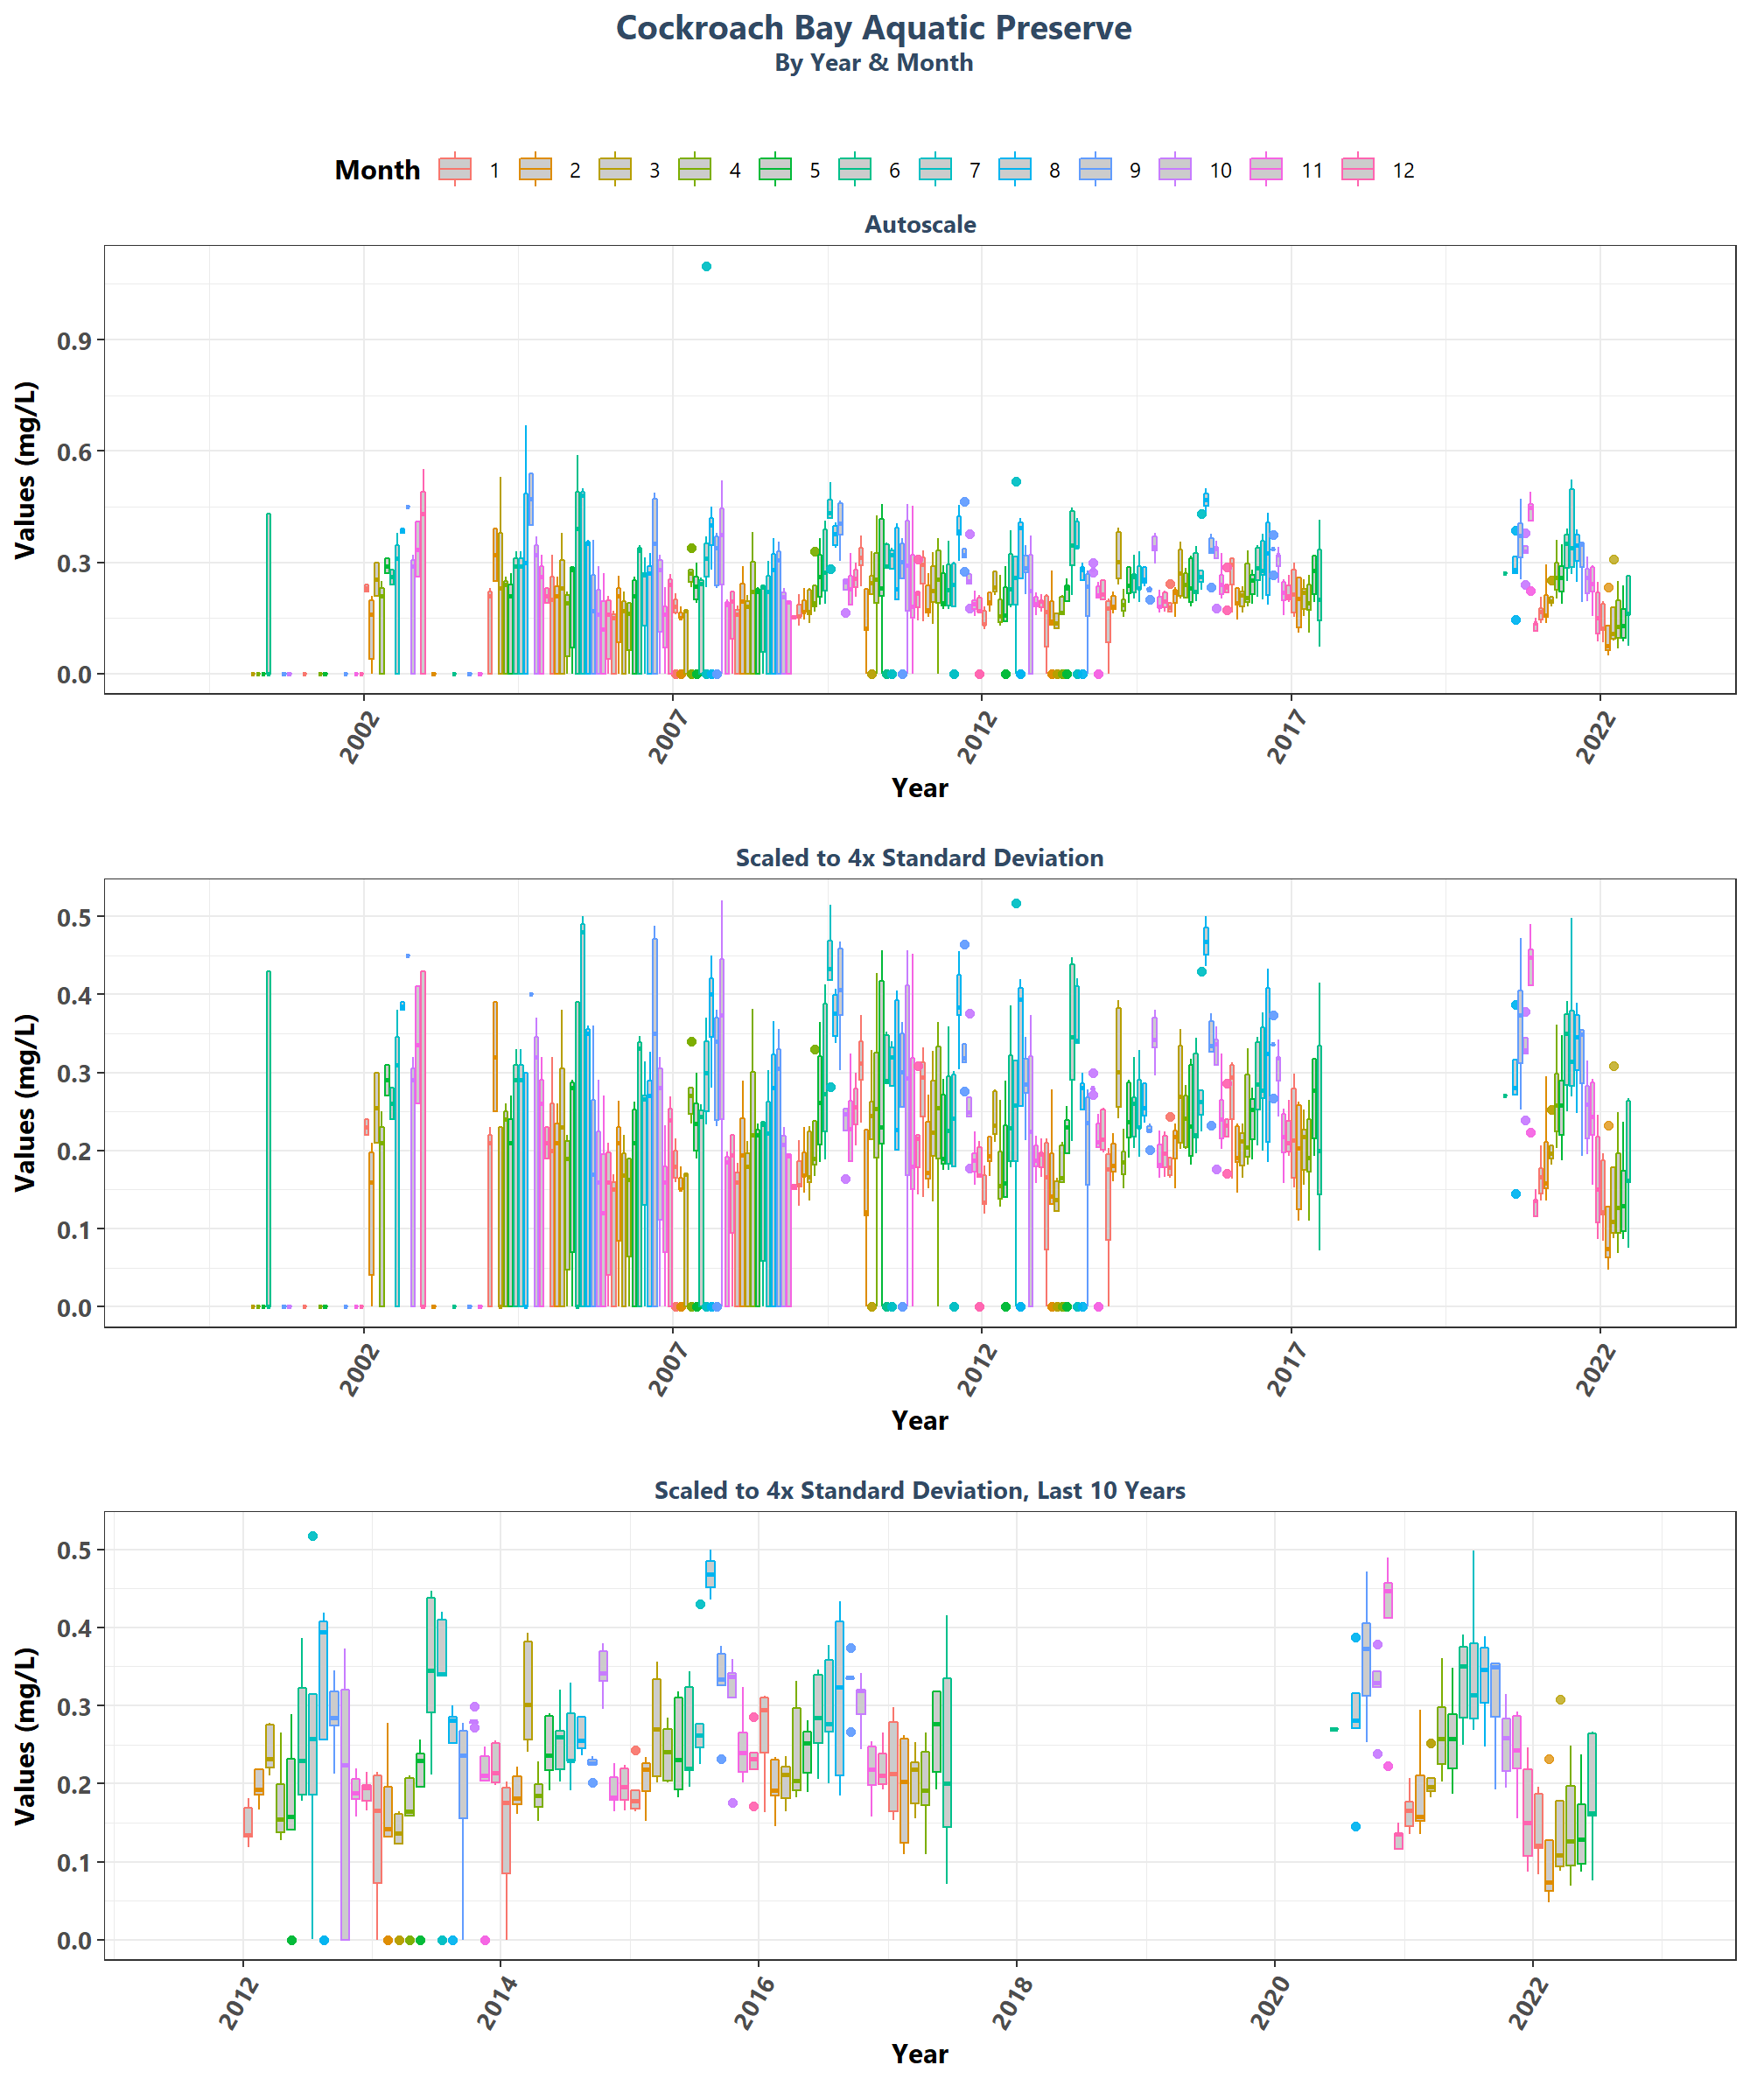 Cockroach Bay Aquatic Preserve
By Year & Month
Month 1 2 3 4 5 6 7 8 9 10 11 12
Autoscale
Values (mg/L)
0.9
0.6
0.3
0.0
2002 2007 2012 2017 2022
Year
Scaled to 4x Standard Deviation
Values (mg/L)
0.5
0.4
0.3
0.2
0.1
0.0
2002 2007 2012 2017 2022
Year
Scaled to 4x Standard Deviation, Last 10 Years
Values (mg/L)
0.5
0.4
0.3
0.2
0.1
0.0
2012 2014 2016 2018 2020 2022
Year